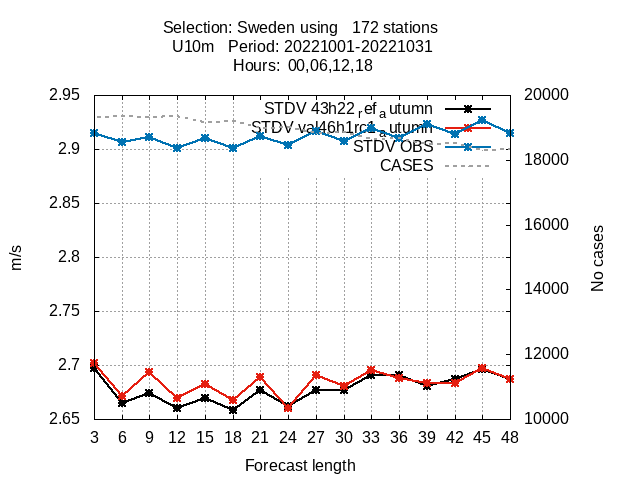 Selection: Sweden using   172 stations
U10m   Period: 20221001-20221031
Hours:  00,06,12,18
2.95
2.9
2.85
2.8
2.75
2.7
2.65
m/s
STDV 43h22refautumn
STDV val46h1rc1autumn
STDV OBS
CASES
20000
18000
16000
14000
12000
10000
No cases
3 6 9 12 15 18 21 24 27 30 33 36 39 42 45 48
Forecast length